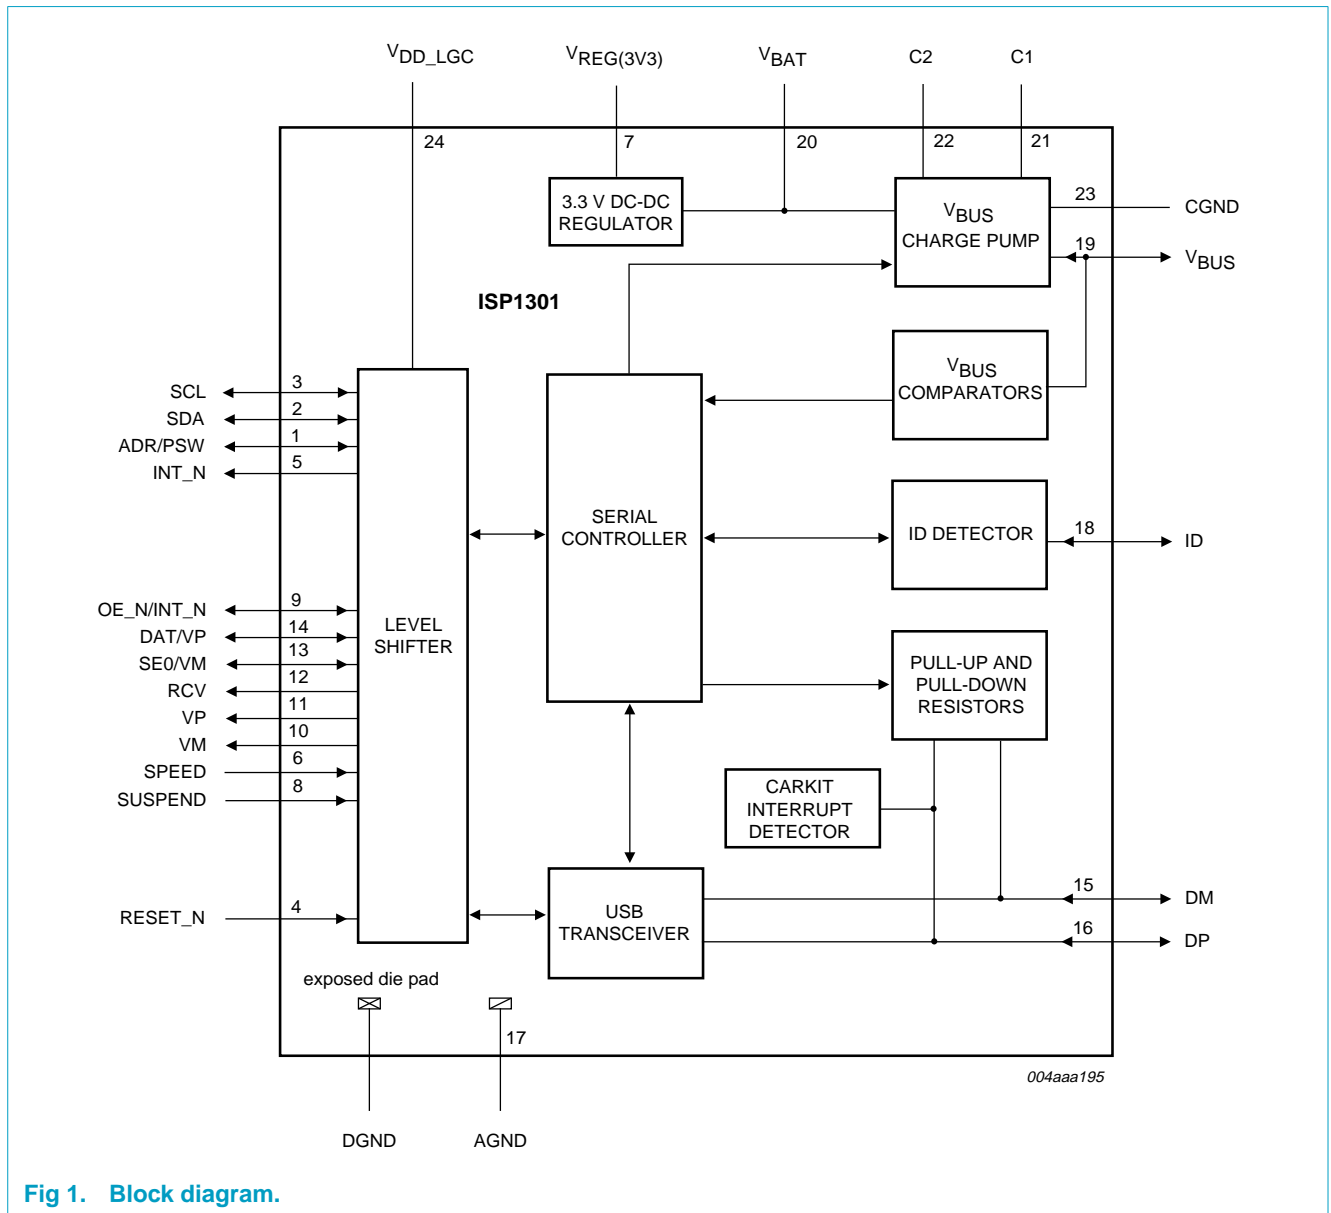 VDD_LGC
VREG(3V3)
VBAT
C2
C1
24
7
20
22
21
3.3 V DC-DC
REGULATOR
VBUS
CHARGE PUMP
23
CGND
19
VBUS
ISP1301
VBUS
COMPARATORS
SCL
3
SDA
2
ADR/PSW
1
INT_N
5
SERIAL
CONTROLLER
ID DETECTOR
18
ID
OE_N/INT_N
9
DAT/VP
14
SE0/VM
13
RCV
12
VP
11
VM
10
SPEED
6
SUSPEND
8
LEVEL
SHIFTER
PULL-UP AND
PULL-DOWN
RESISTORS
CARKIT
INTERRUPT
DETECTOR
RESET_N
4
USB
TRANSCEIVER
15
DM
16
DP
exposed die pad
17
004aaa195
DGND
AGND
Fig 1. Block diagram.